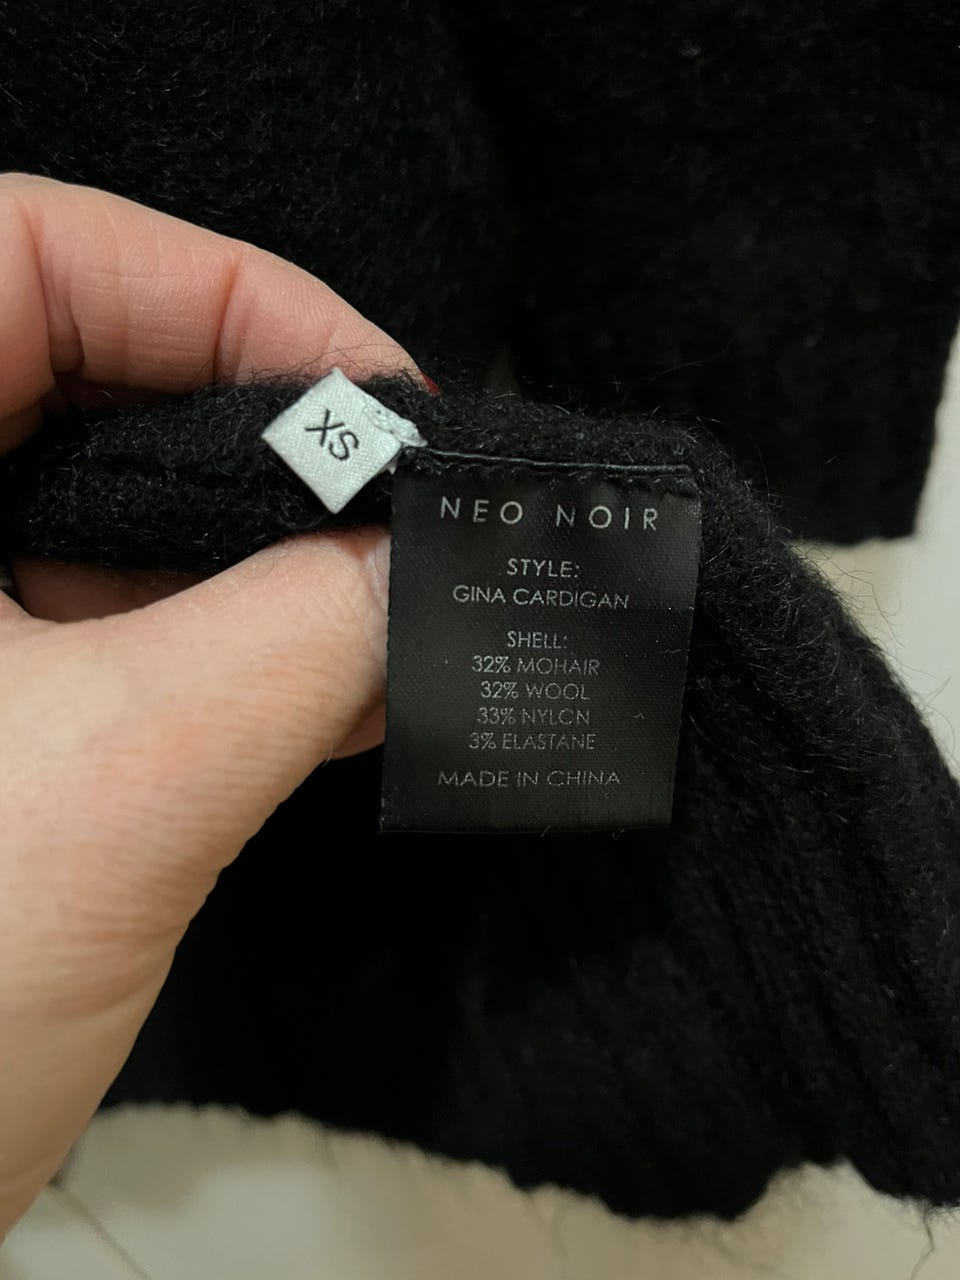 XS
NEO NOIR
STYLE:
GINA CARDIGAN
SHELL:
32% MOHAIR
32% WOOL
33% NYLON
3% ELASTANE
MADE IN CHINA